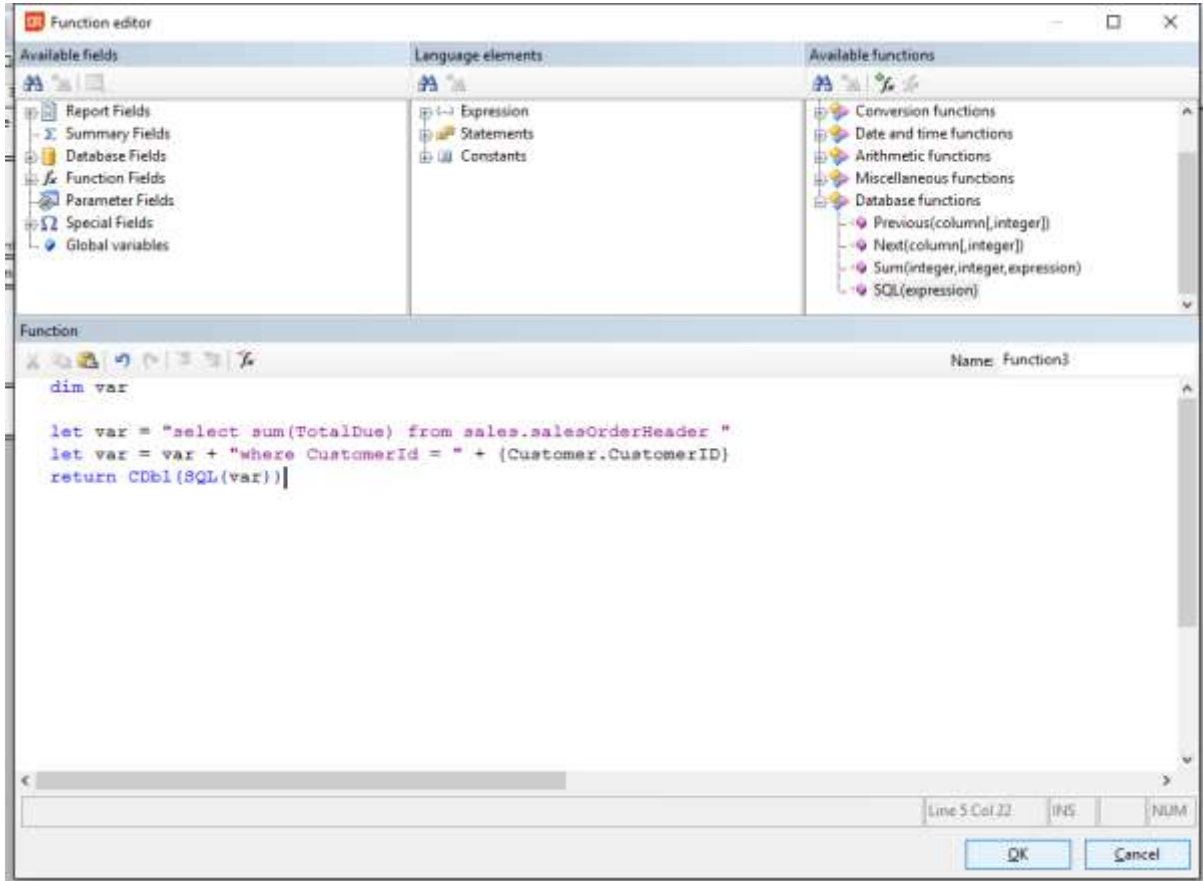 Function editor
Available fields
Language elements
Available functions
Report Fields
Summary Fields
Database Fields
Function Fields
Parameter Fields
Special Fields
Global variables
Expression
Statements
Constants
Conversion functions
Date and time functions
Arithmetic functions
Miscellaneous functions
Database functions
Previous(column[,integer])
Next(column[,integer])
Sum(integer,integer,expression)
SQL(expression)
Function
Name: Function3
dim var
let var = "select sum(TotalDue) from sales.salesOrderHeader "
let var = var + "where CustomerId = " + {Customer.CustomerID}
return CDbl(SQL(var))
Line 5 Col 22
INS
NUM
OK
Cancel